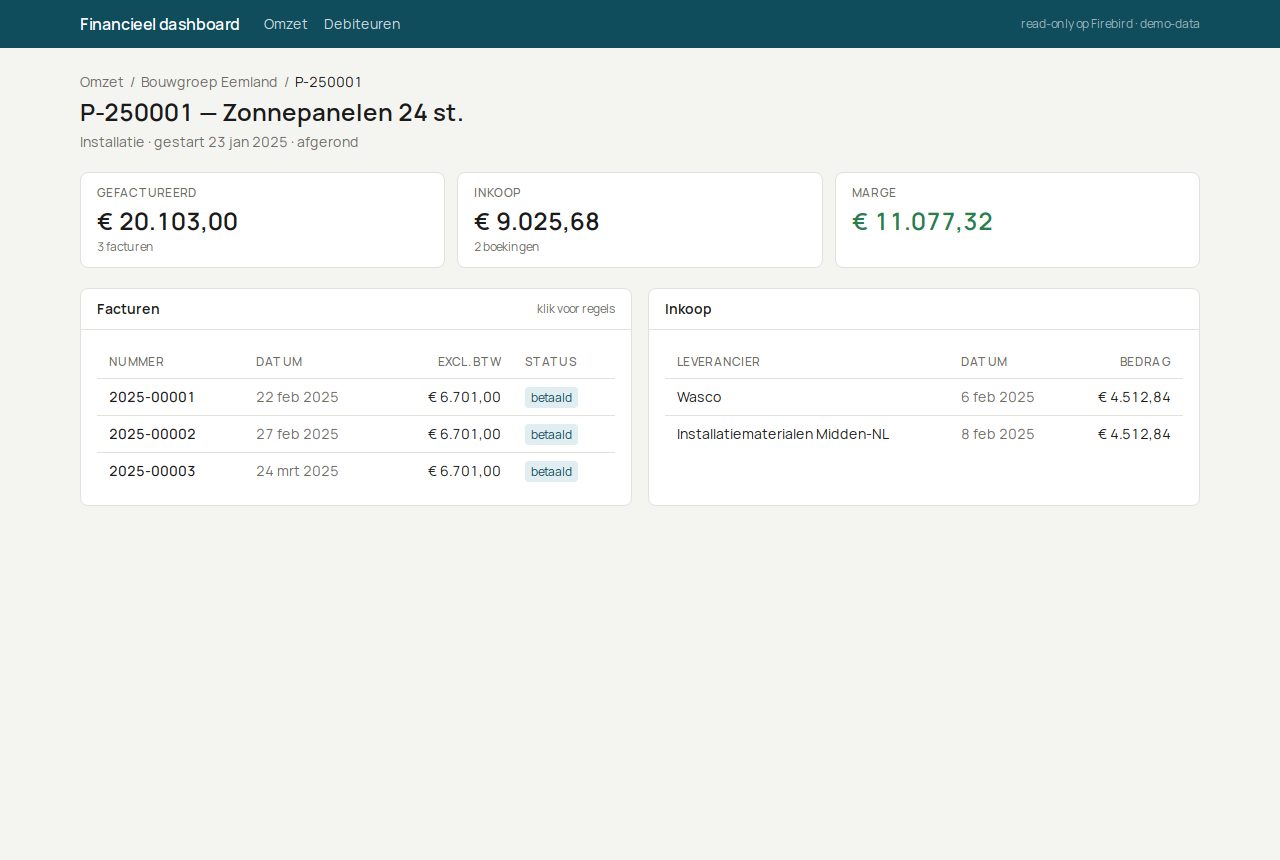 Financieel dashboard Omzet Debiteuren read-only op Firebird · demo-data
Omzet / Bouwgroep Eemland / P-250001
P-250001 — Zonnepanelen 24 st.
Installatie · gestart 23 jan 2025 · afgerond
GEFACTUREERD
€ 20.103,00
3 facturen
INKOOP
€ 9.025,68
2 boekingen
MARGE
€ 11.077,32
Facturen klik voor regels
NUMMER DATUM EXCL. BTW STATUS
2025-00001 22 feb 2025 € 6.701,00 betaald
2025-00002 27 feb 2025 € 6.701,00 betaald
2025-00003 24 mrt 2025 € 6.701,00 betaald
Inkoop
LEVERANCIER DATUM BEDRAG
Wasco 6 feb 2025 € 4.512,84
Installatiematerialen Midden-NL 8 feb 2025 € 4.512,84